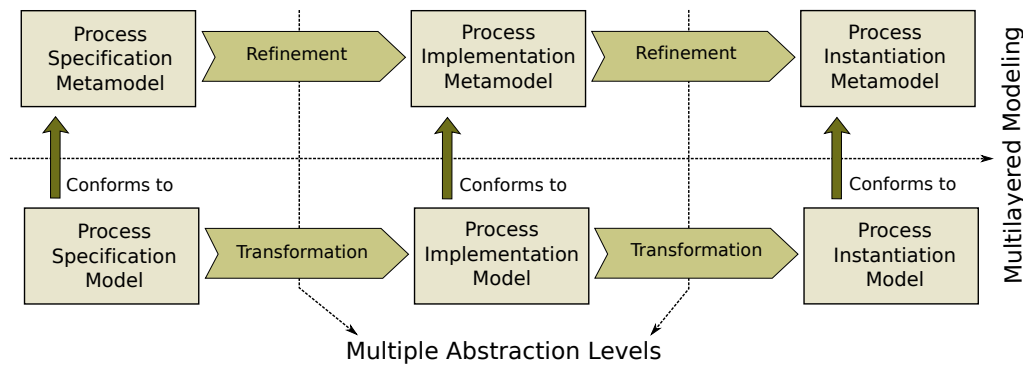 Process
Specification
Metamodel
Refinement
Process
Implementation
Metamodel
Refinement
Process
Instantiation
Metamodel
Conforms to
Conforms to
Conforms to
Process
Specification
Model
Transformation
Process
Implementation
Model
Transformation
Process
Instantiation
Model
Multilayered Modeling
Multiple Abstraction Levels